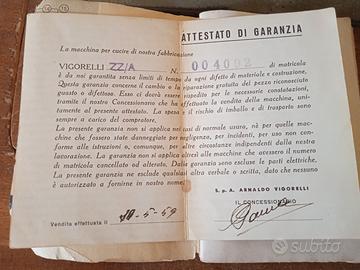 ATTESTATO DI GARANZIA
La macchina per cucire di nostra fabbricazione
VIGORELLI ZZ/A N. 004092 di matricola
è da noi garantita senza limiti di tempo da ogni difetto di materiale e costruzione.
Questa garanzia concerne il cambio o la riparazione gratuita del pezzo riconosciuto
guasto o difettoso. Esso ci dovrà essere rispedito per le necessarie constatazioni,
tramite il nostro Concessionario che ha effettuato la vendita della macchina, unitamente al presente attestato. La spesa e il rischio di imballo e di trasporto sono
sempre a carico del compratore.
La presente garanzia non si applica nei casi di normale usura, nè per quelle macchine che fossero state danneggiate per negligenza, per incidenti, per uso non conforme alle istruzioni o, comunque, per altre circostanze indipendenti dalla nostra
lavorazione. La garanzia non si applica altresì alle macchine che avessero il numero
di matricola cancellato od alterato. Dalla garanzia sono escluse le parti elettriche.
La presente garanzia ne esclude qualsiasi altra verbale o scritta, dato che nessuno
è autorizzato a fornirne in nostro nome.
S. p. A. ARNALDO VIGORELLI
IL CONCESSIONARIO
Vendita effettuata il 10-5-59
subito